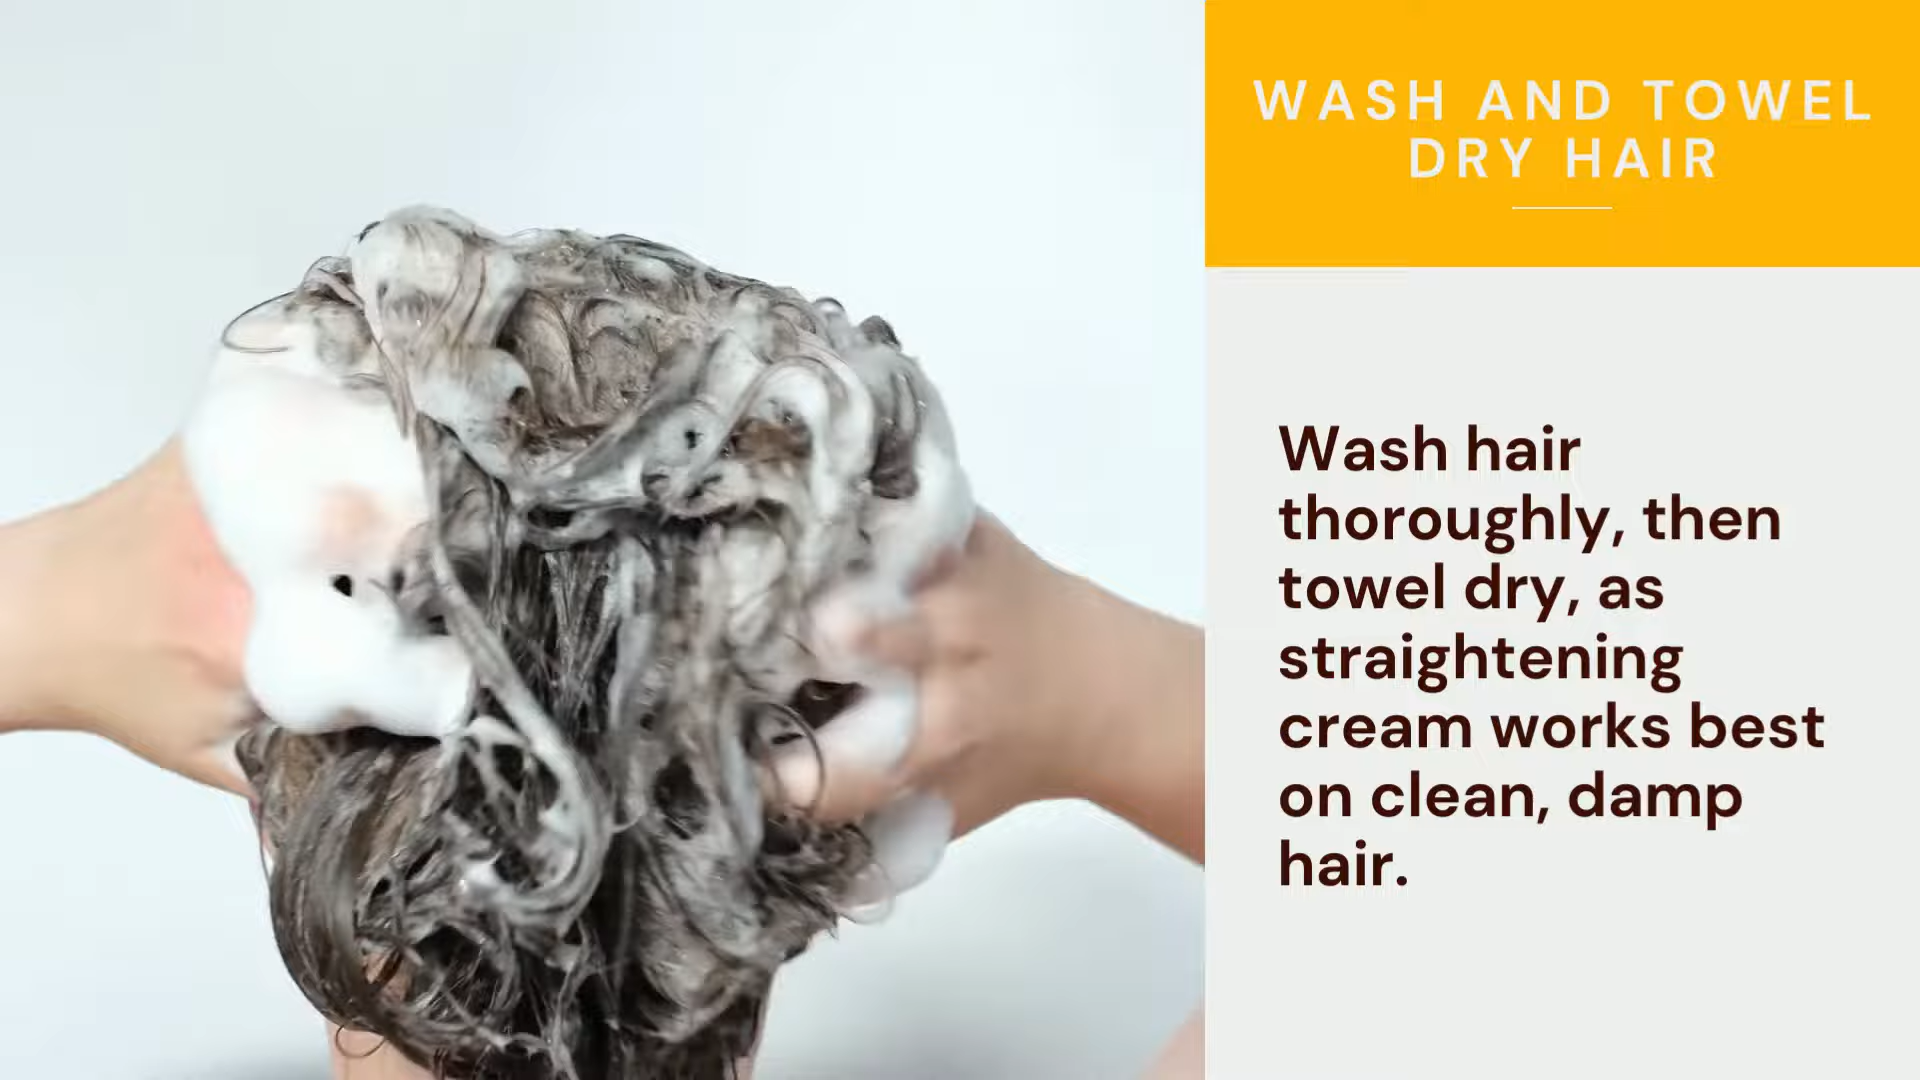 WASH AND TOWEL
DRY HAIR
Wash hair
thoroughly, then
towel dry, as
straightening
cream works best
on clean, damp
hair.